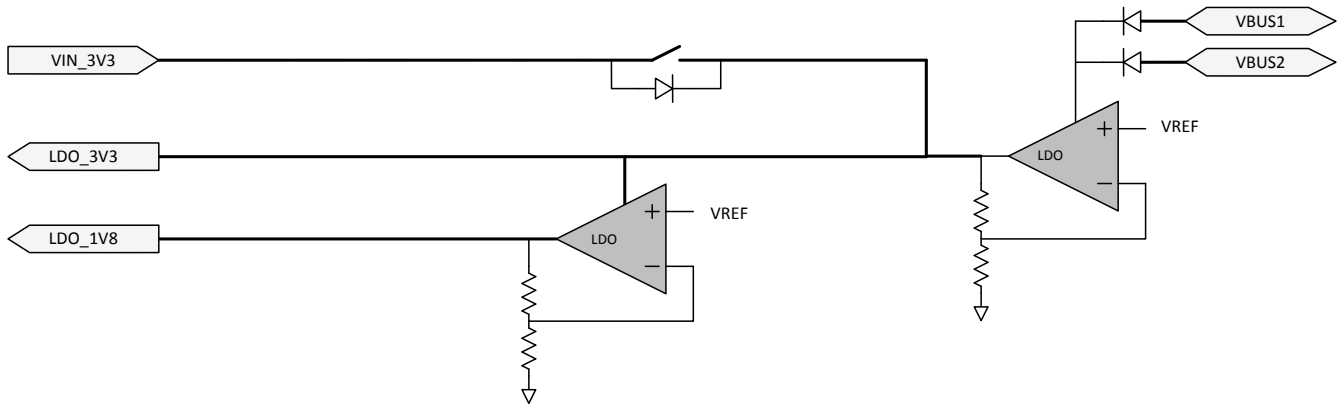 VBUS1
VIN_3V3
VBUS2
+
VREF
LDO_3V3
LDO
−
+
VREF
LDO_1V8
LDO
−